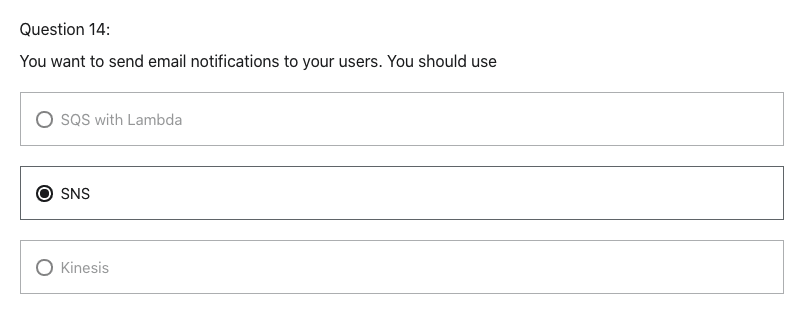 Question 14:
You want to send email notifications to your users. You should use
SQS with Lambda
SNS
Kinesis